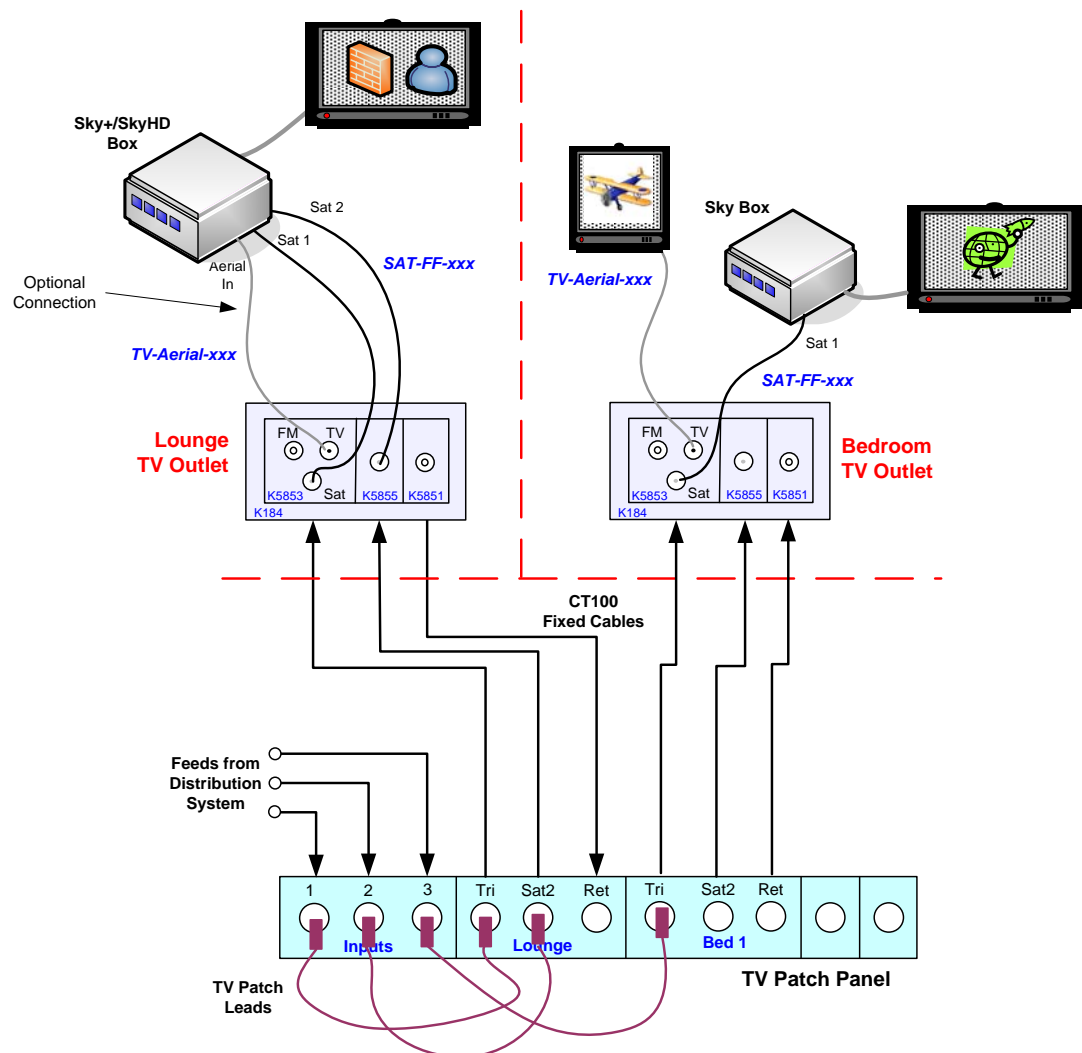 Sky+/SkyHD
Box
Sat 2
Sat 1
Aerial
In
SAT-FF-xxx
Optional
Connection
TV-Aerial-xxx
Lounge
TV Outlet
FM
TV
Sat
K5853
K5855
K5851
K184
Sky Box
TV-Aerial-xxx
Sat 1
SAT-FF-xxx
FM
TV
Sat
K5853
K5855
K5851
K184
Bedroom
TV Outlet
CT100
Fixed Cables
Feeds from
Distribution
System
1 2 3 Tri Sat2 Ret Tri Sat2 Ret
Inputs Lounge Bed 1
TV Patch Panel
TV Patch
Leads